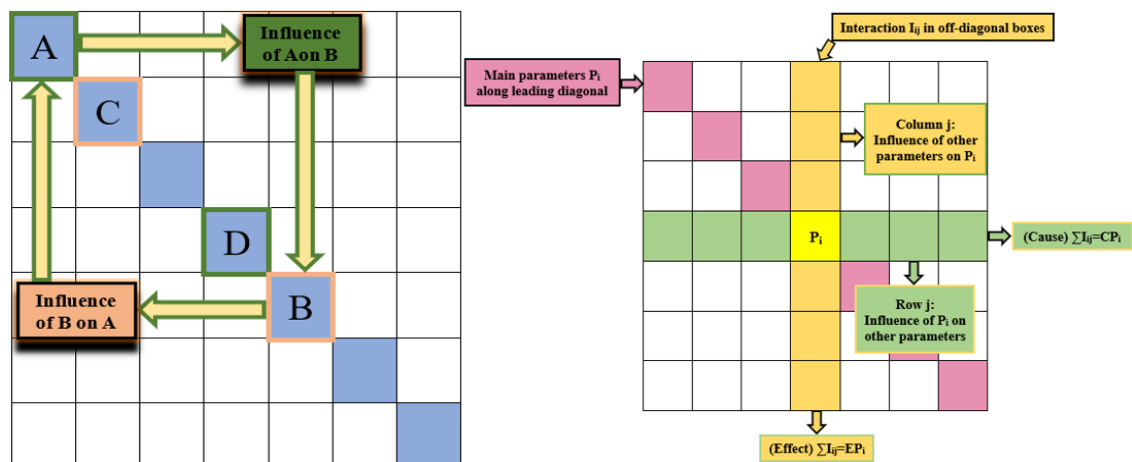 A
Influence
of Aon B
C
D
Influence
of B on A
B
Interaction Iij in off-diagonal boxes
Main parameters Pi
along leading diagonal
Column j:
Influence of other
parameters on Pi
Pi
(Cause) ∑Iij=CPi
Row j:
Influence of Pi on
other parameters
(Effect) ∑Iij=EPi